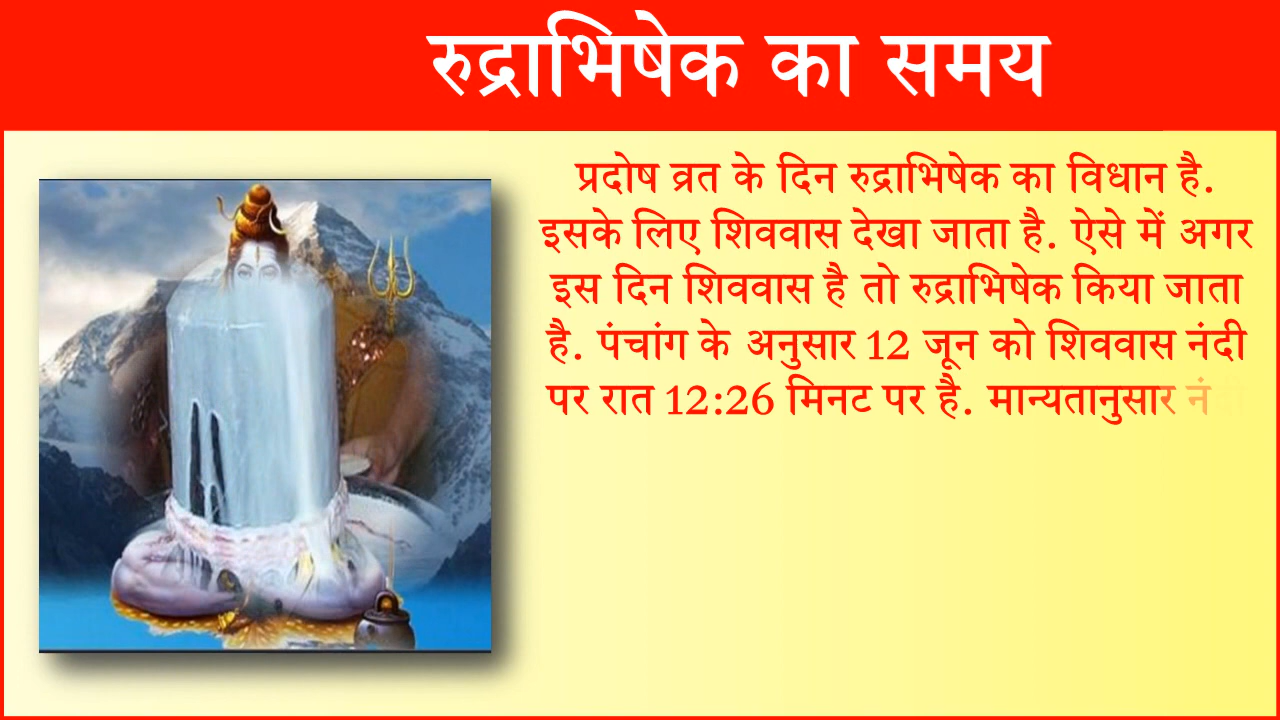 रुद्राभिषेक का समय
प्रदोष व्रत के दिन रुद्राभिषेक का विधान है.
इसके लिए शिववास देखा जाता है. ऐसे में अगर
इस दिन शिववास है तो रुद्राभिषेक किया जाता
है. पंचांग के अनुसार 12 जून को शिववास नंदी
पर रात 12:26 मिनट पर है. मान्यतानुसार